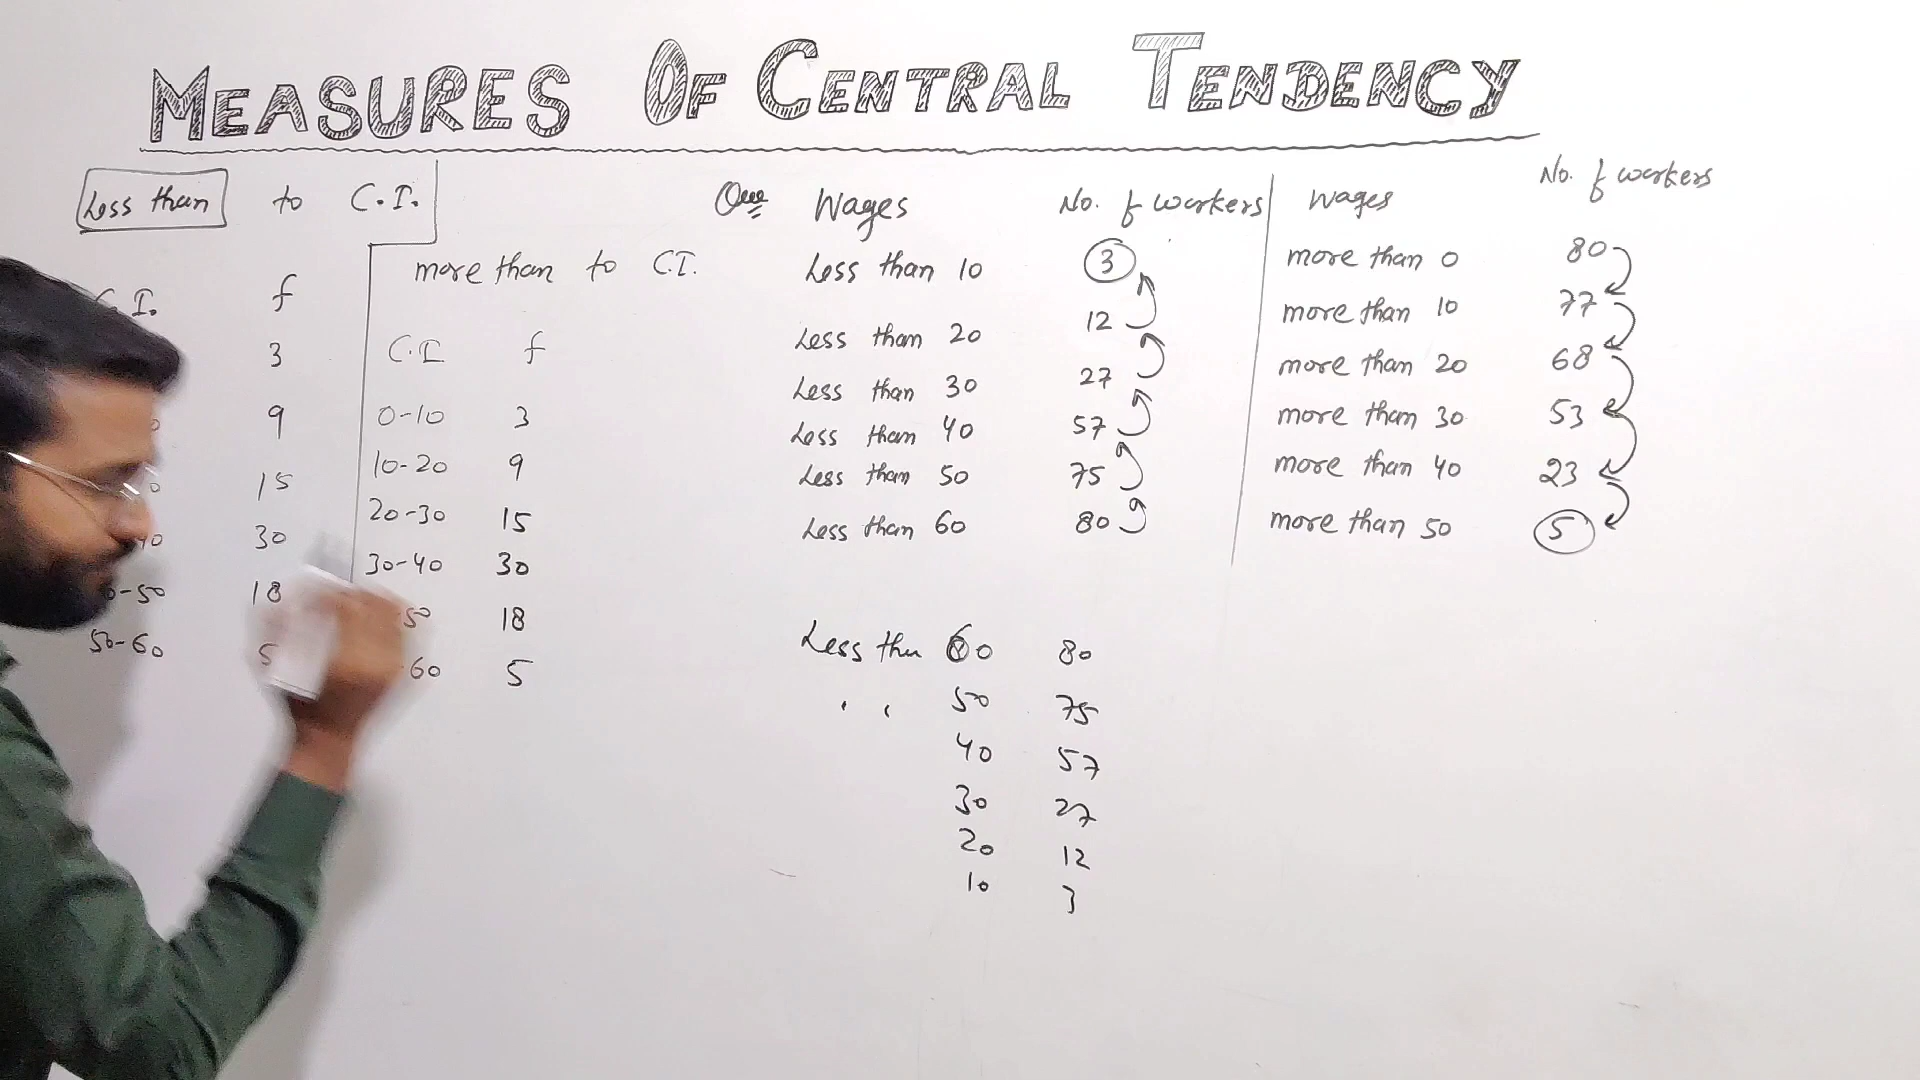 MEASURES OF CENTRAL TENDENCY
Less than to C.I.
C.I. f
3
9
15
30
-50 18
50-60 5
more than to C.I.
C.I f
0-10 3
10-20 9
20-30 15
30-40 30
50 18
60 5
Que Wages No. of workers
Less than 10 3
Less than 20 12
Less than 30 27
Less than 40 57
Less than 50 75
Less than 60 80
Less than 60 80
" 50 75
40 57
30 27
20 12
10 3
Wages No. of workers
more than 0 80
more than 10 77
more than 20 68
more than 30 53
more than 40 23
more than 50 5